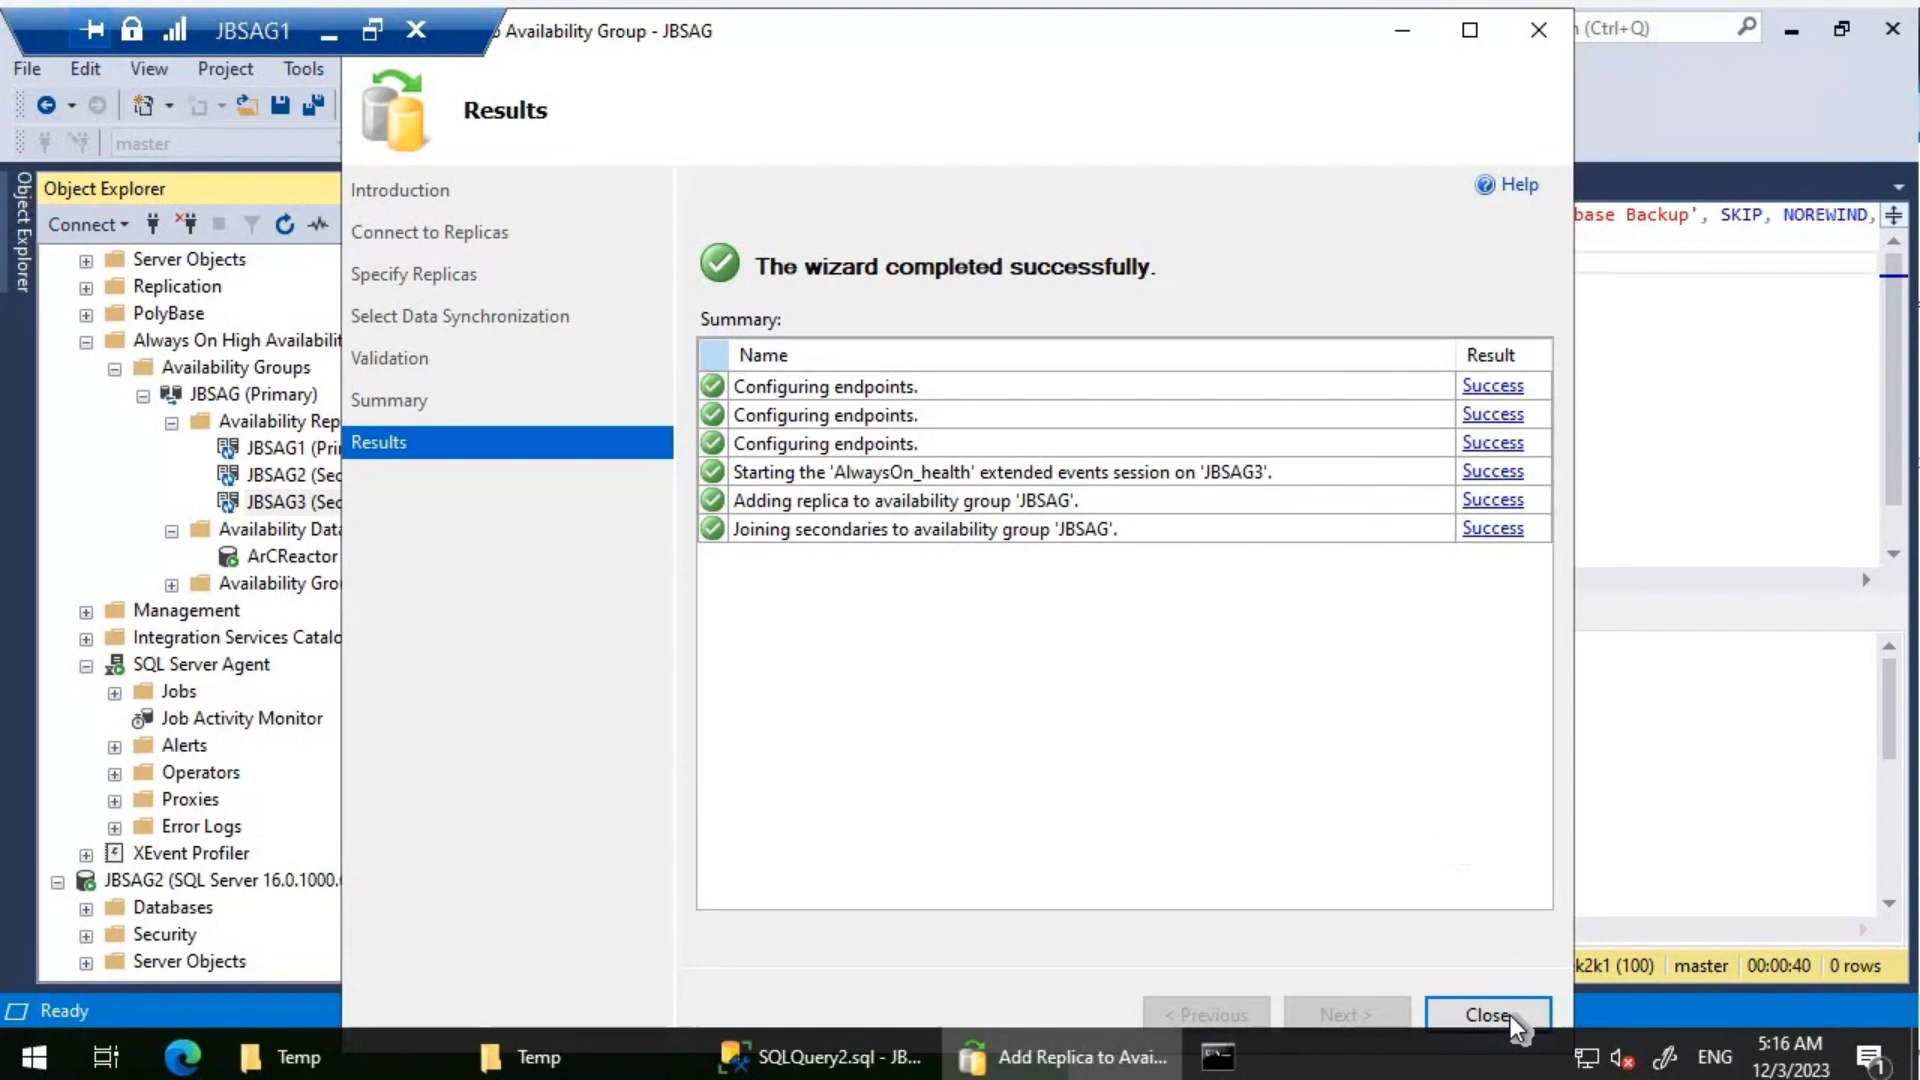 JBSAG1
Availability Group - JBSAG
(Ctrl+Q)
File Edit View Project Tools
master
Results
Object Explorer
Object Explorer
Connect
Server Objects
Replication
PolyBase
Always On High Availabilit
Availability Groups
JBSAG (Primary)
Availability Rep
JBSAG1 (Pri
JBSAG2 (Sec
JBSAG3 (Sec
Availability Data
ArCReactor
Availability Grou
Management
Integration Services Catalo
SQL Server Agent
Jobs
Job Activity Monitor
Alerts
Operators
Proxies
Error Logs
XEvent Profiler
JBSAG2 (SQL Server 16.0.1000.
Databases
Security
Server Objects
Introduction
Connect to Replicas
Specify Replicas
Select Data Synchronization
Validation
Summary
Results
Help
The wizard completed successfully.
Summary:
Name Result
Configuring endpoints. Success
Configuring endpoints. Success
Configuring endpoints. Success
Starting the 'AlwaysOn_health' extended events session on 'JBSAG3'. Success
Adding replica to availability group 'JBSAG'. Success
Joining secondaries to availability group 'JBSAG'. Success
base Backup', SKIP, NOREWIND,
k2k1 (100) master 00:00:40 0 rows
< Previous Next > Close
Ready
Temp Temp SQLQuery2.sql - JB... Add Replica to Avai... ENG 5:16 AM
12/3/2023
1